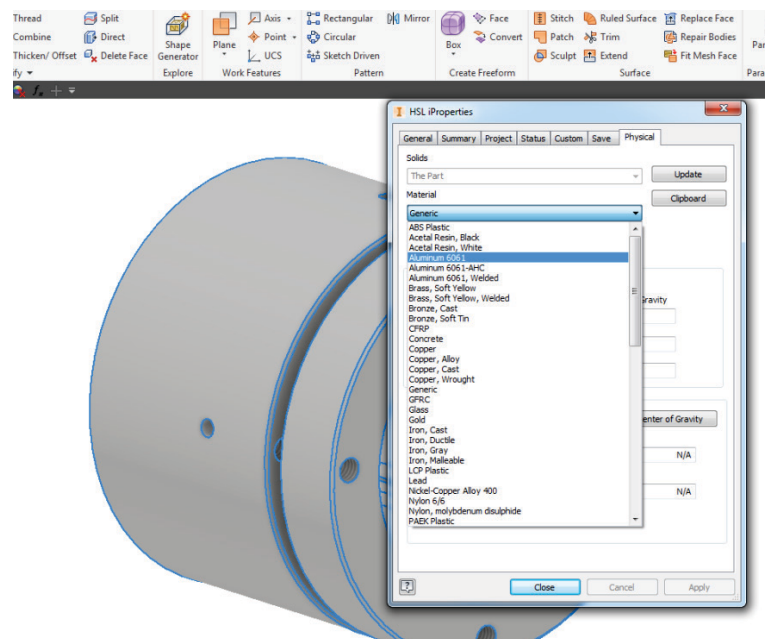 Thread Split Axis Rectangular Mirror Face Stitch Ruled Surface Replace Face
Combine Direct Shape Generator Plane Point Circular Box Convert Patch Trim Repair Bodies
Thicken/ Offset Delete Face UCS Sketch Driven Sculpt Extend Fit Mesh Face
Explore Work Features Pattern Create Freeform Surface
HSL iProperties
General Summary Project Status Custom Save Physical
Solids
The Part Update
Material Clipboard
Generic
ABS Plastic
Acetal Resin, Black
Acetal Resin, White
Aluminum 6061
Aluminum 6061-AHC
Aluminum 6061, Welded
Brass, Soft Yellow
Brass, Soft Yellow, Welded
Bronze, Cast
Bronze, Soft Tin
CFRP
Concrete
Copper
Copper, Alloy
Copper, Cast
Copper, Wrought
Generic
GFRC
Glass
Gold
Iron, Cast
Iron, Ductile
Iron, Gray
Iron, Malleable
LCP Plastic
Lead
Nickel-Copper Alloy 400
Nylon 6/6
Nylon, molybdenum disulphide
PAEK Plastic
enter of Gravity
N/A
N/A
Close Cancel Apply